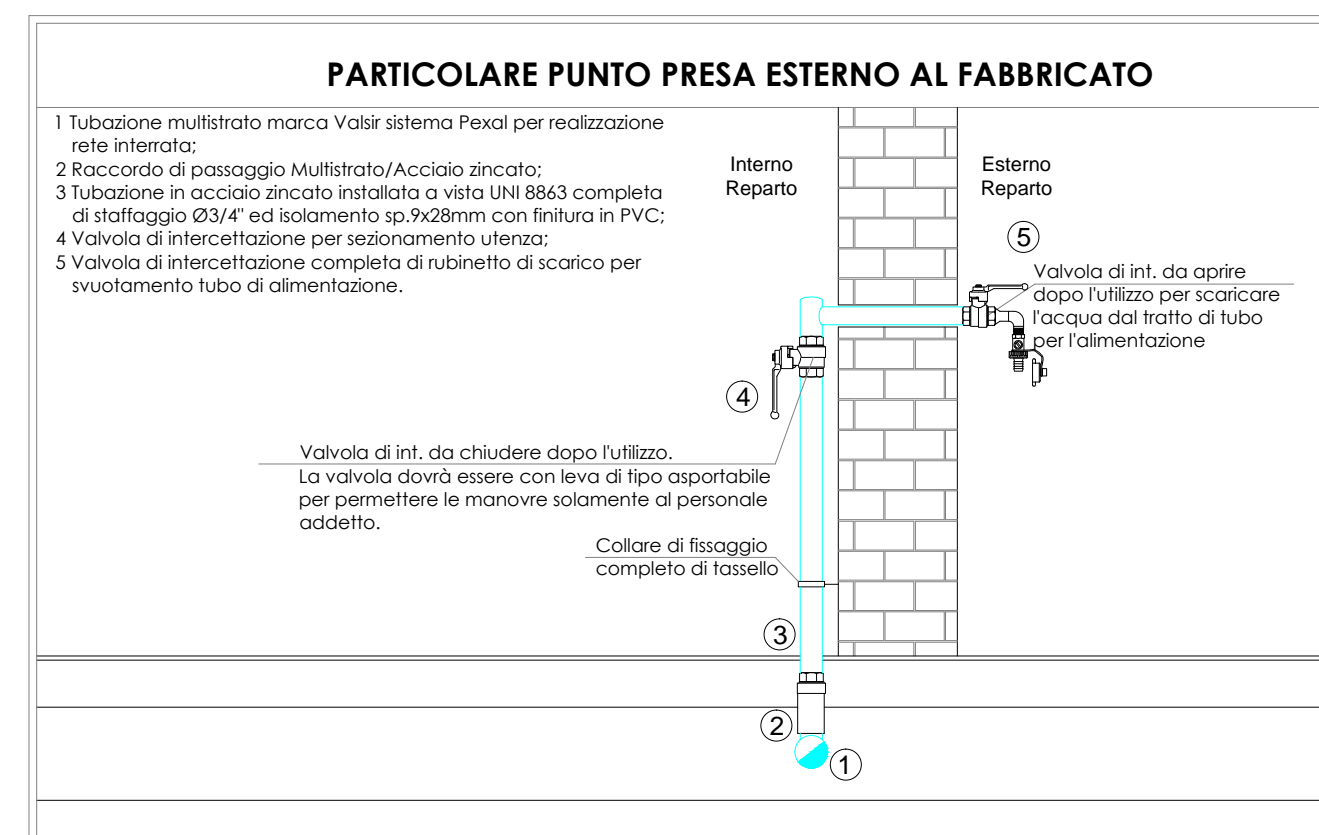 PARTICOLARE PUNTO PRESA ESTERNO AL FABBRICATO
1 Tubazione multistrato marca Valsir sistema Pexal per realizzazione
rete interrata;
2 Raccordo di passaggio Multistrato/Acciaio zincato;
3 Tubazione in acciaio zincato installata a vista UNI 8863 completa
di staffaggio Ø3/4" ed isolamento sp.9x28mm con finitura in PVC;
4 Valvola di intercettazione per sezionamento utenza;
5 Valvola di intercettazione completa di rubinetto di scarico per
svuotamento tubo di alimentazione.
Interno
Reparto
Esterno
Reparto
5
Valvola di int. da aprire
dopo l'utilizzo per scaricare
l'acqua dal tratto di tubo
per l'alimentazione
4
Valvola di int. da chiudere dopo l'utilizzo.
La valvola dovrà essere con leva di tipo asportabile
per permettere le manovre solamente al personale
addetto.
Collare di fissaggio
completo di tassello
3
2
1